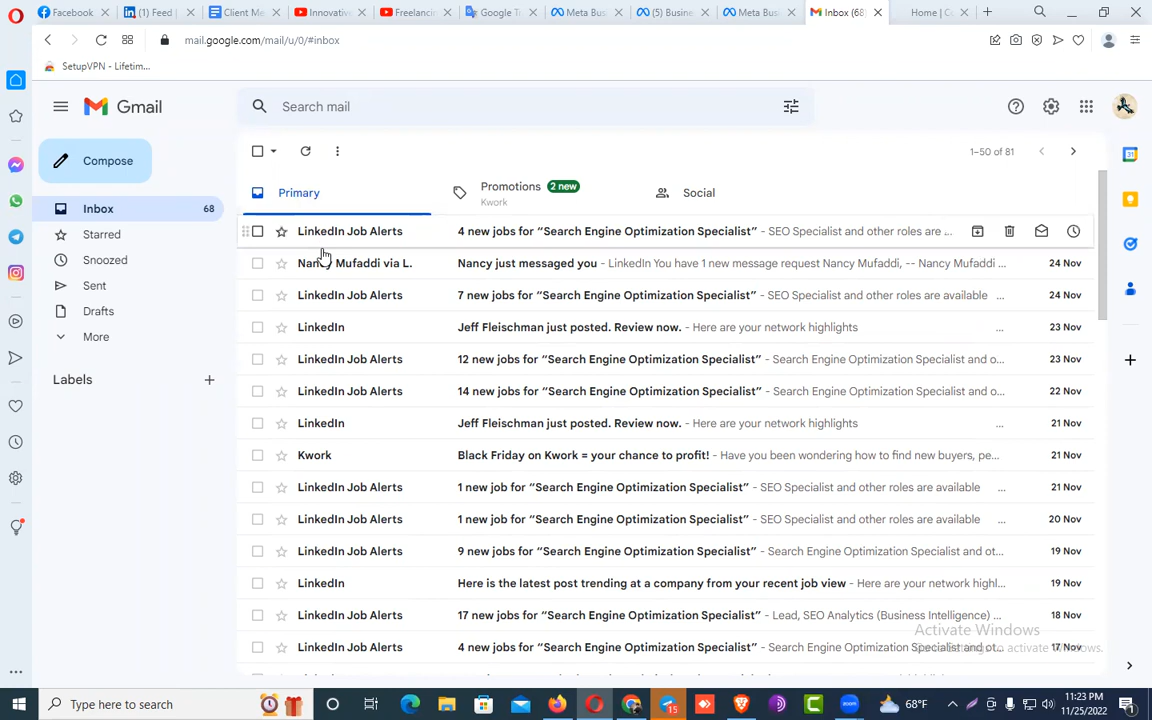 Facebook
(1) Feed
Client Me
Innovative
Freelancin
Google T
Meta Bus
(5) Busine
Meta Bus
Inbox (68)
Home | Co
mail.google.com/mail/u/0/#inbox
SetupVPN - Lifetim...
Gmail
Search mail
Compose
1–50 of 81
Inbox 68
Starred
Snoozed
Sent
Drafts
More
Labels
Primary
Promotions 2 new
Kwork
Social
LinkedIn Job Alerts 4 new jobs for “Search Engine Optimization Specialist” - SEO Specialist and other roles are ...
Nancy Mufaddi via L. Nancy just messaged you - LinkedIn You have 1 new message request Nancy Mufaddi, -- Nancy Mufaddi ... 24 Nov
LinkedIn Job Alerts 7 new jobs for “Search Engine Optimization Specialist” - SEO Specialist and other roles are available ... 24 Nov
LinkedIn Jeff Fleischman just posted. Review now. - Here are your network highlights ... 23 Nov
LinkedIn Job Alerts 12 new jobs for “Search Engine Optimization Specialist” - Search Engine Optimization Specialist and o... 23 Nov
LinkedIn Job Alerts 14 new jobs for “Search Engine Optimization Specialist” - Search Engine Optimization Specialist and o... 22 Nov
LinkedIn Jeff Fleischman just posted. Review now. - Here are your network highlights ... 21 Nov
Kwork Black Friday on Kwork = your chance to profit! - Have you been wondering how to find new buyers, pe... 21 Nov
LinkedIn Job Alerts 1 new job for “Search Engine Optimization Specialist” - SEO Specialist and other roles are available ... 21 Nov
LinkedIn Job Alerts 1 new job for “Search Engine Optimization Specialist” - SEO Specialist and other roles are available ... 20 Nov
LinkedIn Job Alerts 9 new jobs for “Search Engine Optimization Specialist” - Search Engine Optimization Specialist and ot... 19 Nov
LinkedIn Here is the latest post trending at a company from your recent job view - Here are your network highl... 19 Nov
LinkedIn Job Alerts 17 new jobs for “Search Engine Optimization Specialist” - Lead, SEO Analytics (Business Intelligence) ... 18 Nov
Activate Windows
LinkedIn Job Alerts 4 new jobs for “Search Engine Optimization Specialist” - Search Engine Optimization Specialist and ot... 17 Nov
Type here to search
15
68°F
11:23 PM
11/25/2022
1